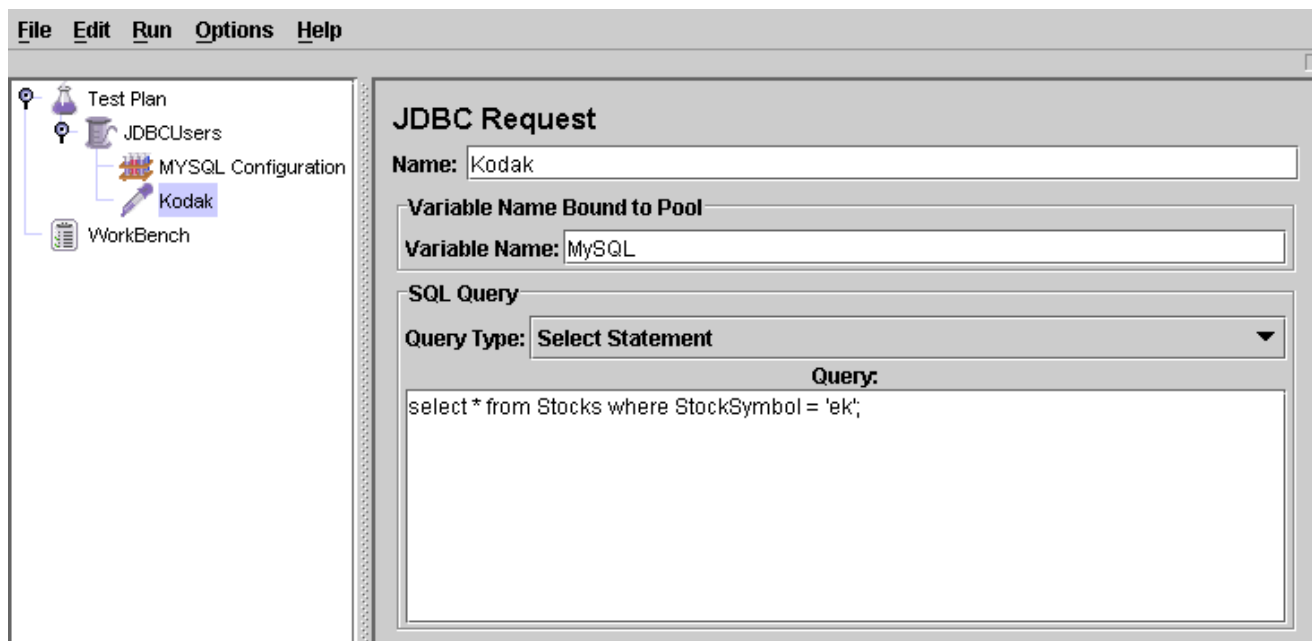 File Edit Run Options Help
Test Plan
JDBCUsers
MYSQL Configuration
Kodak
WorkBench
JDBC Request
Name: Kodak
Variable Name Bound to Pool
Variable Name: MySQL
SQL Query
Query Type: Select Statement
Query:
select * from Stocks where StockSymbol = 'ek';